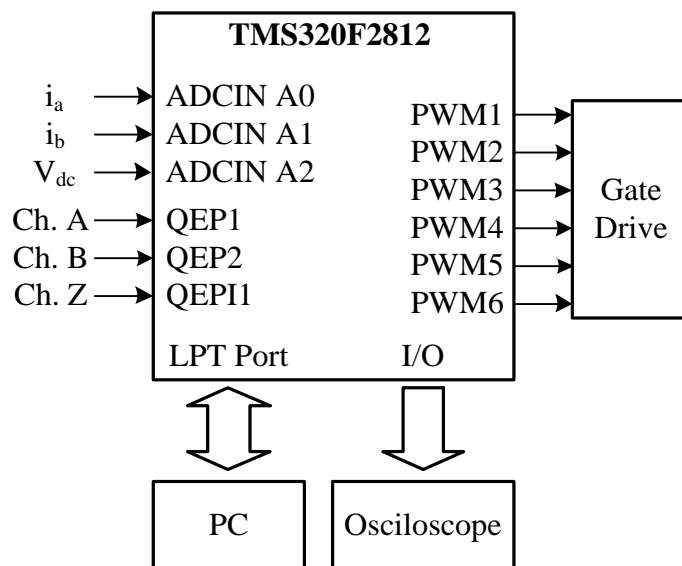 TMS320F2812
i_a
ADCIN A0
i_b
ADCIN A1
V_dc
ADCIN A2
Ch. A
QEP1
Ch. B
QEP2
Ch. Z
QEPI1
PWM1
PWM2
PWM3
PWM4
PWM5
PWM6
Gate
Drive
LPT Port
I/O
PC
Osciloscope